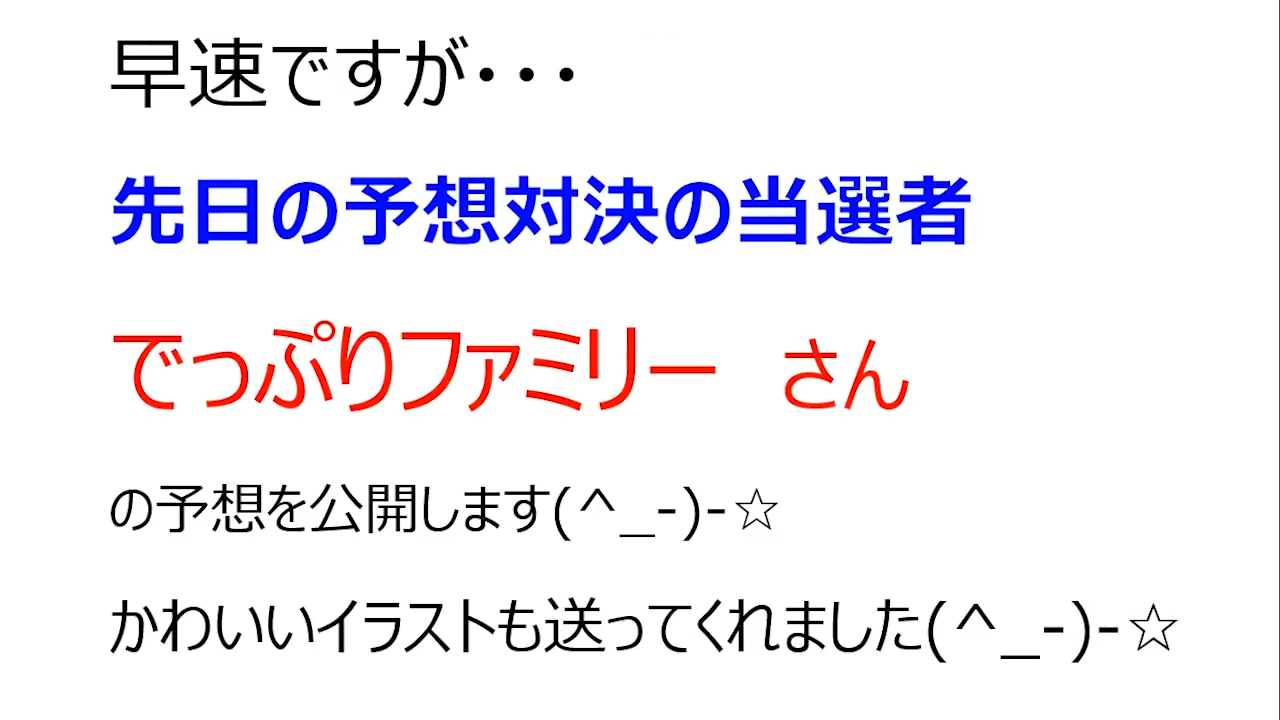 早速ですが・・・
先日の予想対決の当選者
でっぷりファミリー　さん
の予想を公開します(^_-)-☆
かわいいイラストも送ってくれました(^_-)-☆